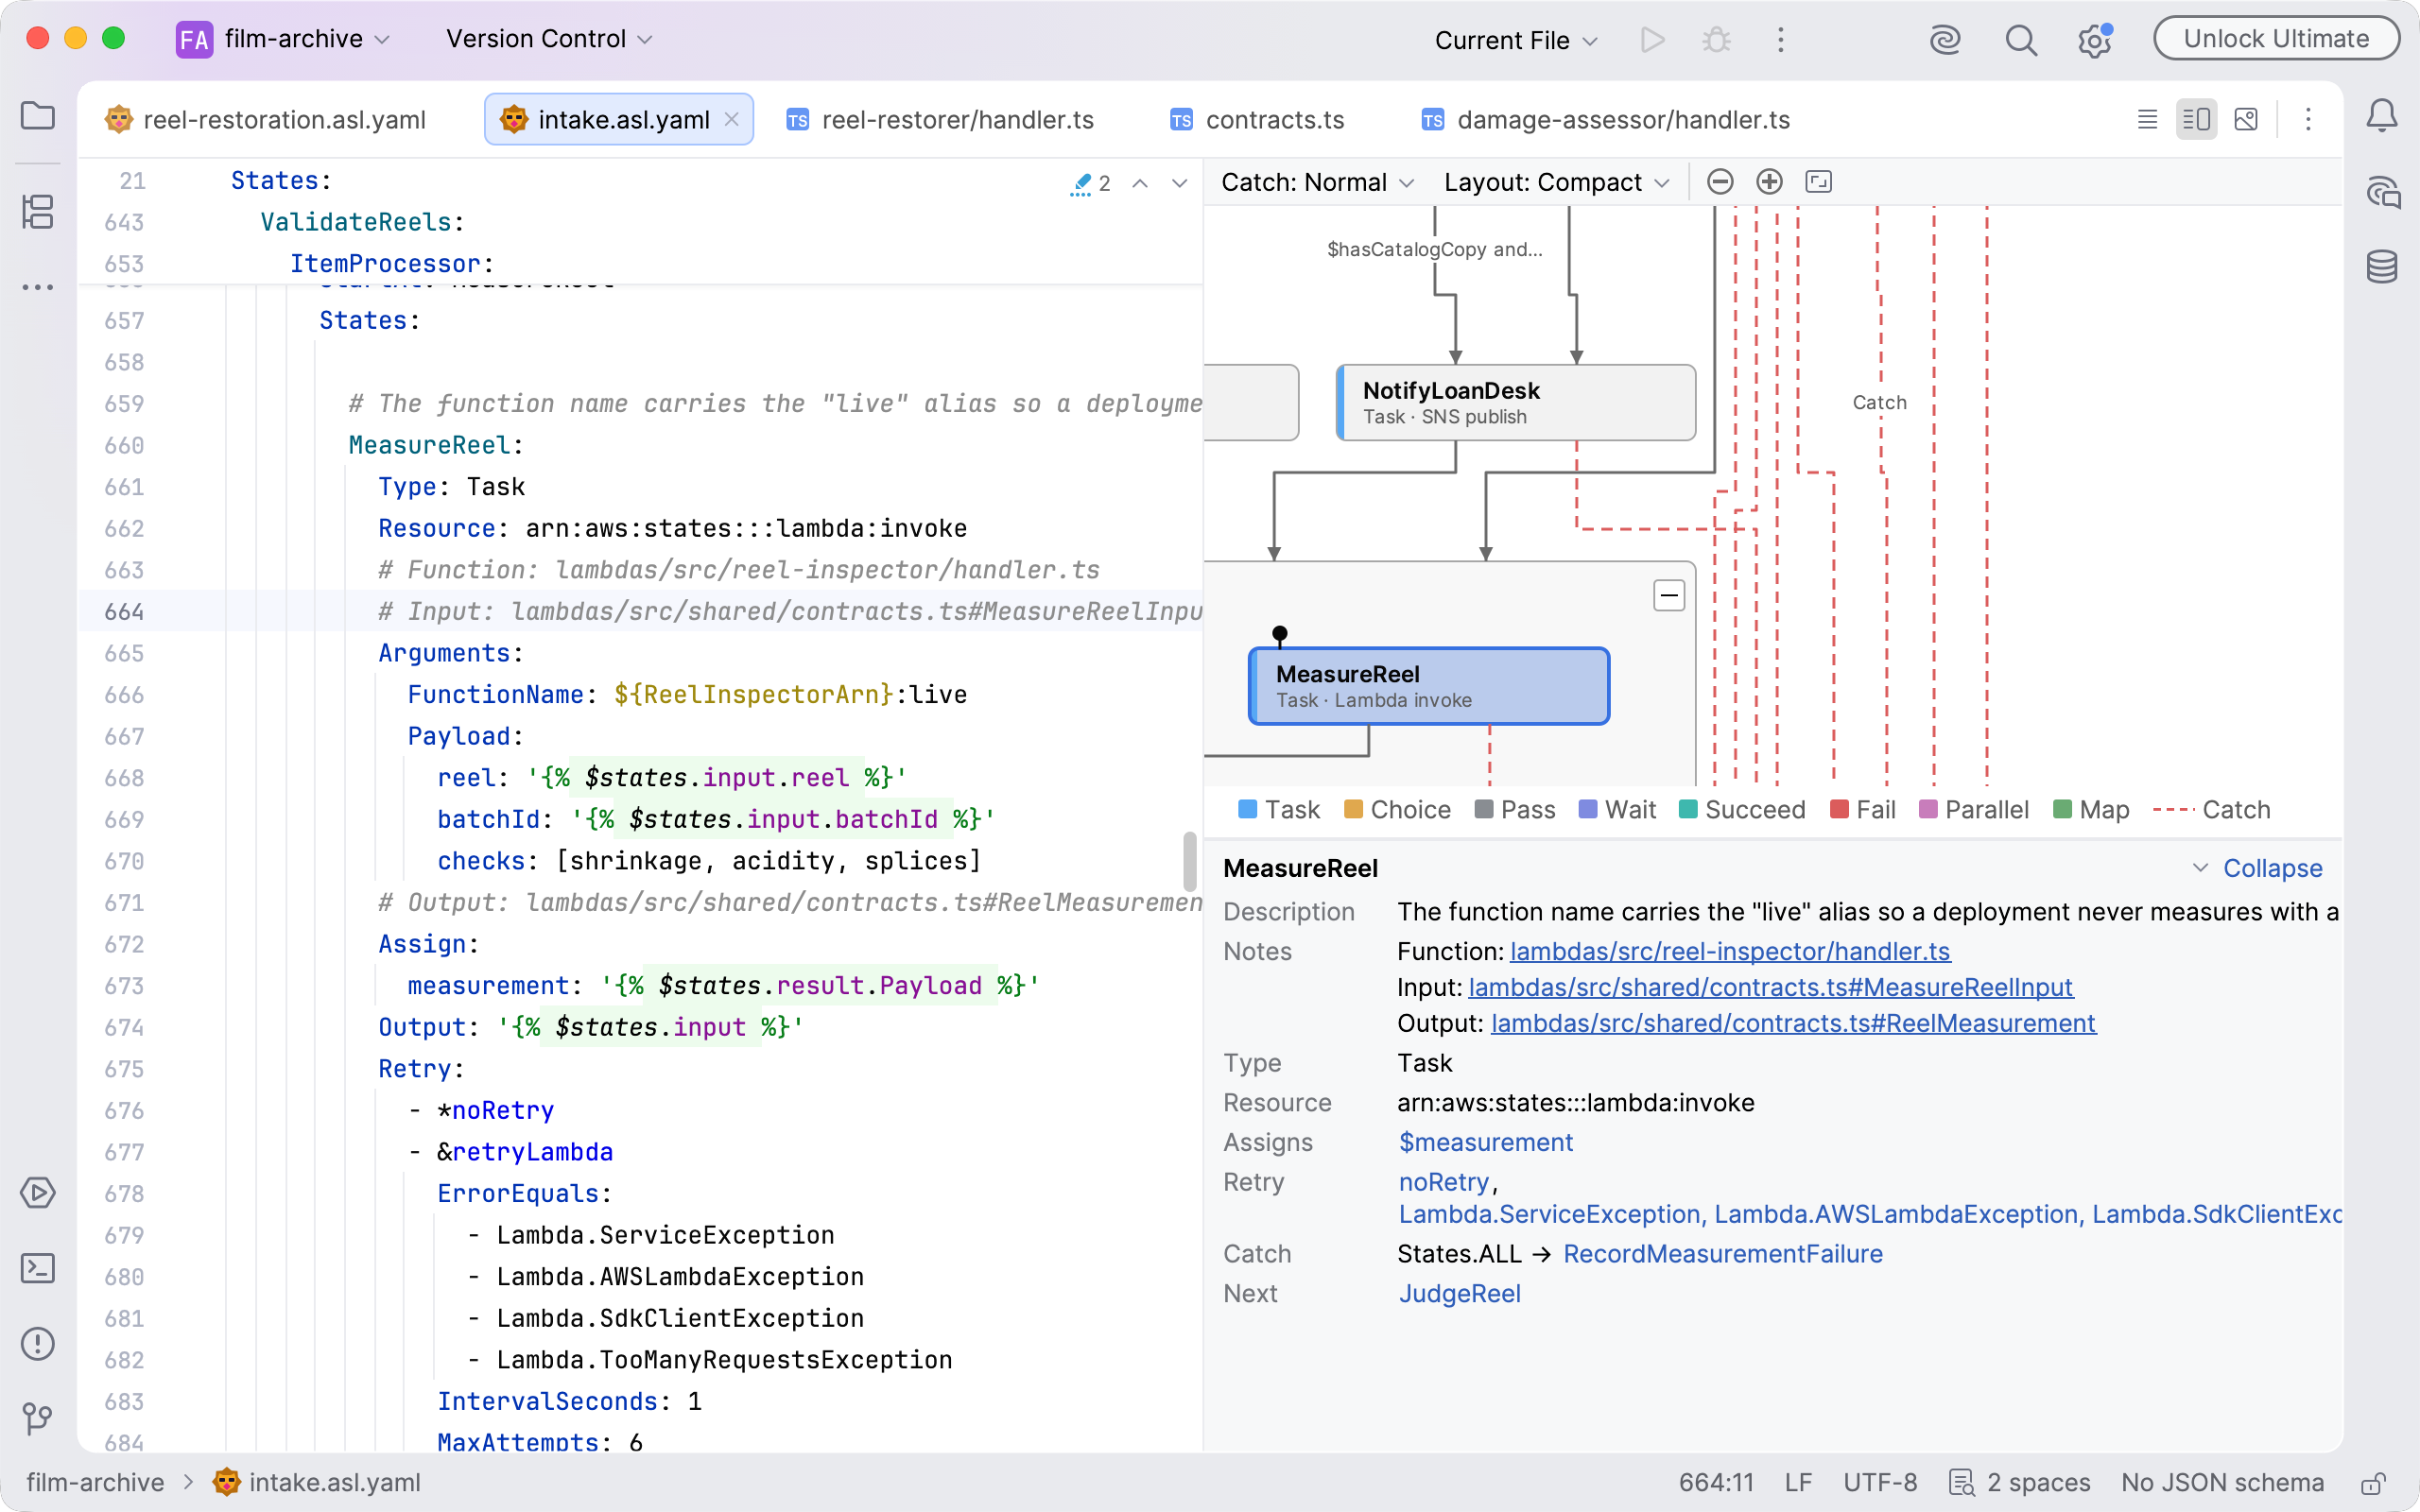 FA film-archive Version Control Current File Unlock Ultimate
reel-restoration.asl.yaml intake.asl.yaml TS reel-restorer/handler.ts TS contracts.ts TS damage-assessor/handler.ts
21 States:
2
643 ValidateReels:
653 ItemProcessor:
657 States:
658
659 # The function name carries the "live" alias so a deployme
660 MeasureReel:
661 Type: Task
662 Resource: arn:aws:states:::lambda:invoke
663 # Function: lambdas/src/reel-inspector/handler.ts
664 # Input: lambdas/src/shared/contracts.ts#MeasureReelInpu
665 Arguments:
666 FunctionName: ${ReelInspectorArn}:live
667 Payload:
668 reel: '{% $states.input.reel %}'
669 batchId: '{% $states.input.batchId %}'
670 checks: [shrinkage, acidity, splices]
671 # Output: lambdas/src/shared/contracts.ts#ReelMeasuremen
672 Assign:
673 measurement: '{% $states.result.Payload %}'
674 Output: '{% $states.input %}'
675 Retry:
676 - *noRetry
677 - &retryLambda
678 ErrorEquals:
679 - Lambda.ServiceException
680 - Lambda.AWSLambdaException
681 - Lambda.SdkClientException
682 - Lambda.TooManyRequestsException
683 IntervalSeconds: 1
684 MaxAttempts: 6
Catch: Normal Layout: Compact
$hasCatalogCopy and...
NotifyLoanDesk
Task · SNS publish
Catch
MeasureReel
Task · Lambda invoke
Task Choice Pass Wait Succeed Fail Parallel Map Catch
MeasureReel Collapse
Description The function name carries the "live" alias so a deployment never measures with a
Notes Function: lambdas/src/reel-inspector/handler.ts
Input: lambdas/src/shared/contracts.ts#MeasureReelInput
Output: lambdas/src/shared/contracts.ts#ReelMeasurement
Type Task
Resource arn:aws:states:::lambda:invoke
Assigns $measurement
Retry noRetry,
Lambda.ServiceException, Lambda.AWSLambdaException, Lambda.SdkClientExc
Catch States.ALL → RecordMeasurementFailure
Next JudgeReel
film-archive > intake.asl.yaml 664:11 LF UTF-8 2 spaces No JSON schema